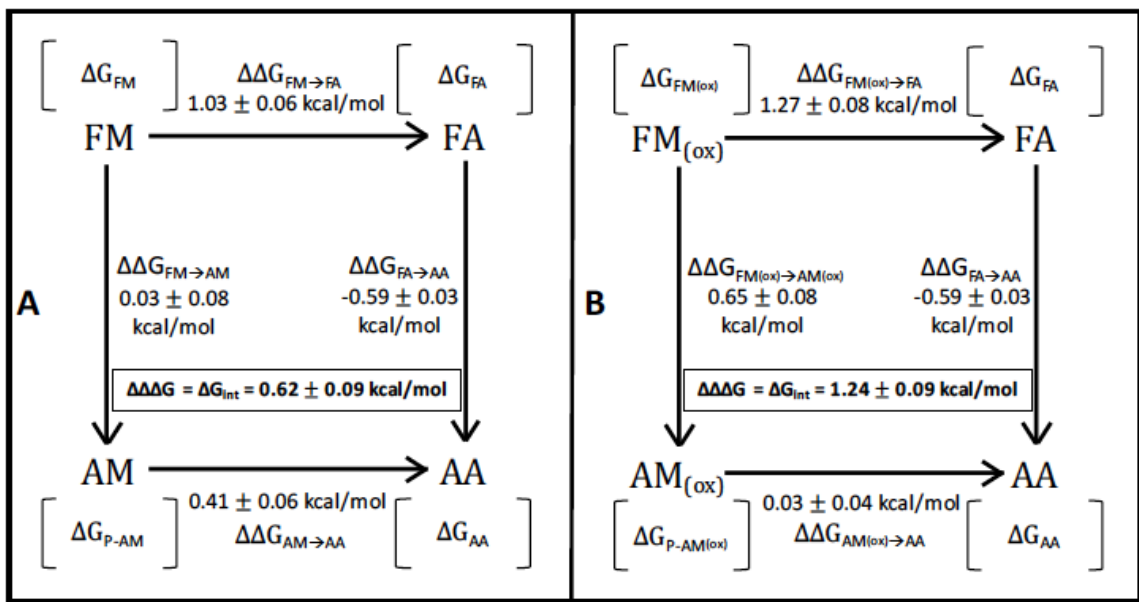 ΔG_FM
ΔΔG_FM→FA
1.03 ± 0.06 kcal/mol
ΔG_FA
FM
FA
ΔΔG_FM→AM
0.03 ± 0.08
kcal/mol
ΔΔG_FA→AA
-0.59 ± 0.03
kcal/mol
A
ΔΔΔG = ΔG_int = 0.62 ± 0.09 kcal/mol
AM
AA
0.41 ± 0.06 kcal/mol
ΔΔG_AM→AA
ΔG_P-AM
ΔG_AA
ΔG_FM(ox)
ΔΔG_FM(ox)→FA
1.27 ± 0.08 kcal/mol
ΔG_FA
FM(ox)
FA
ΔΔG_FM(ox)→AM(ox)
0.65 ± 0.08
kcal/mol
ΔΔG_FA→AA
-0.59 ± 0.03
kcal/mol
B
ΔΔΔG = ΔG_int = 1.24 ± 0.09 kcal/mol
AM(ox)
AA
0.03 ± 0.04 kcal/mol
ΔΔG_AM(ox)→AA
ΔG_P-AM(ox)
ΔG_AA